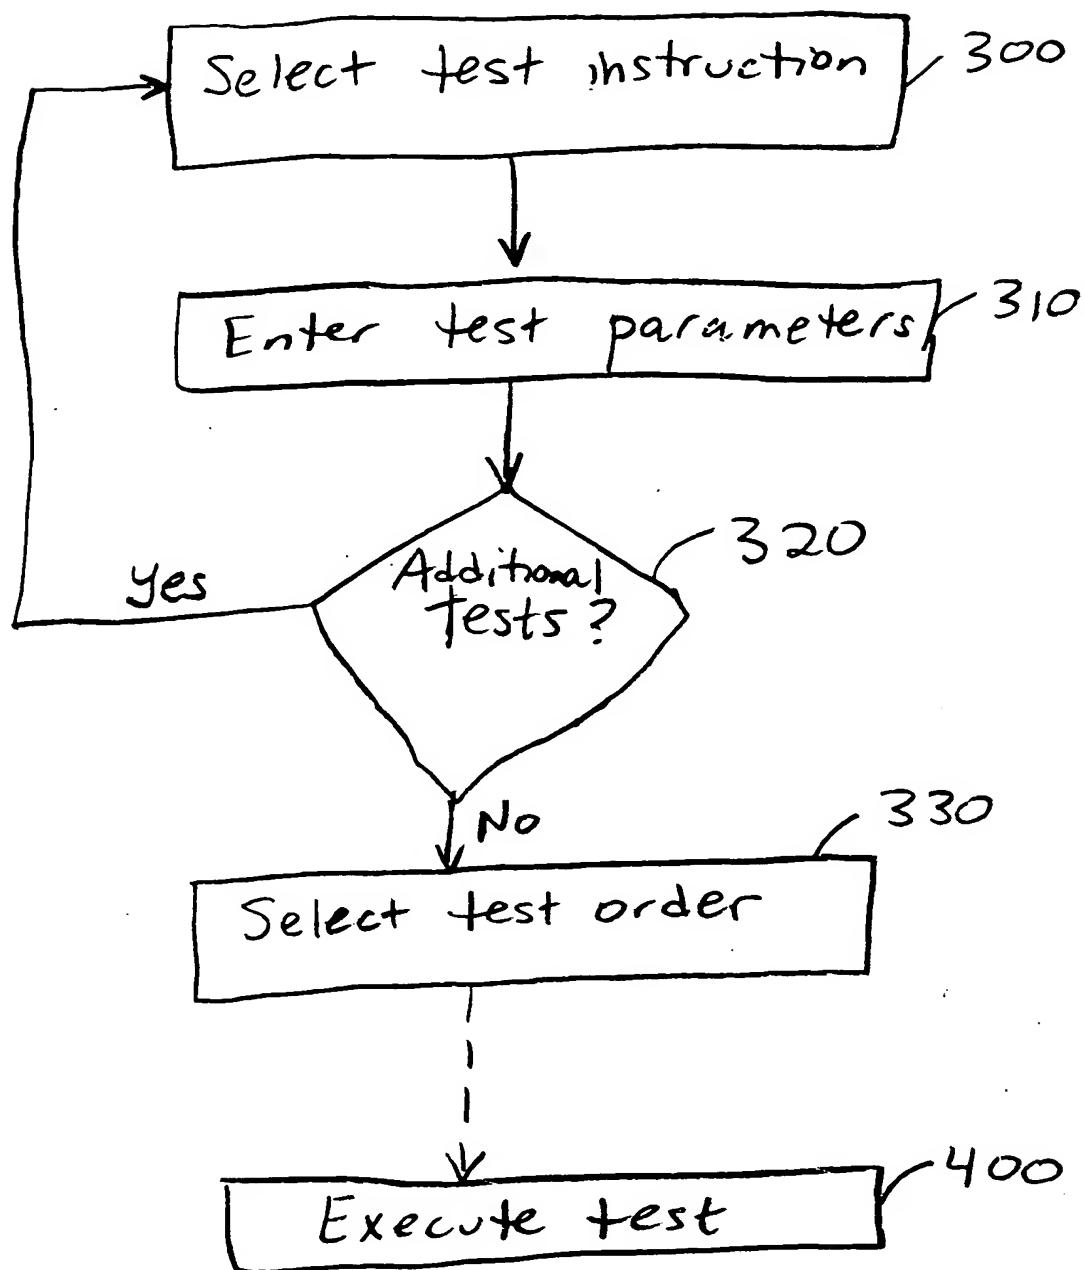 Select test instruction
300
Enter test parameters
310
Additional
Tests?
320
yes
No
330
Select test order
400
Execute test